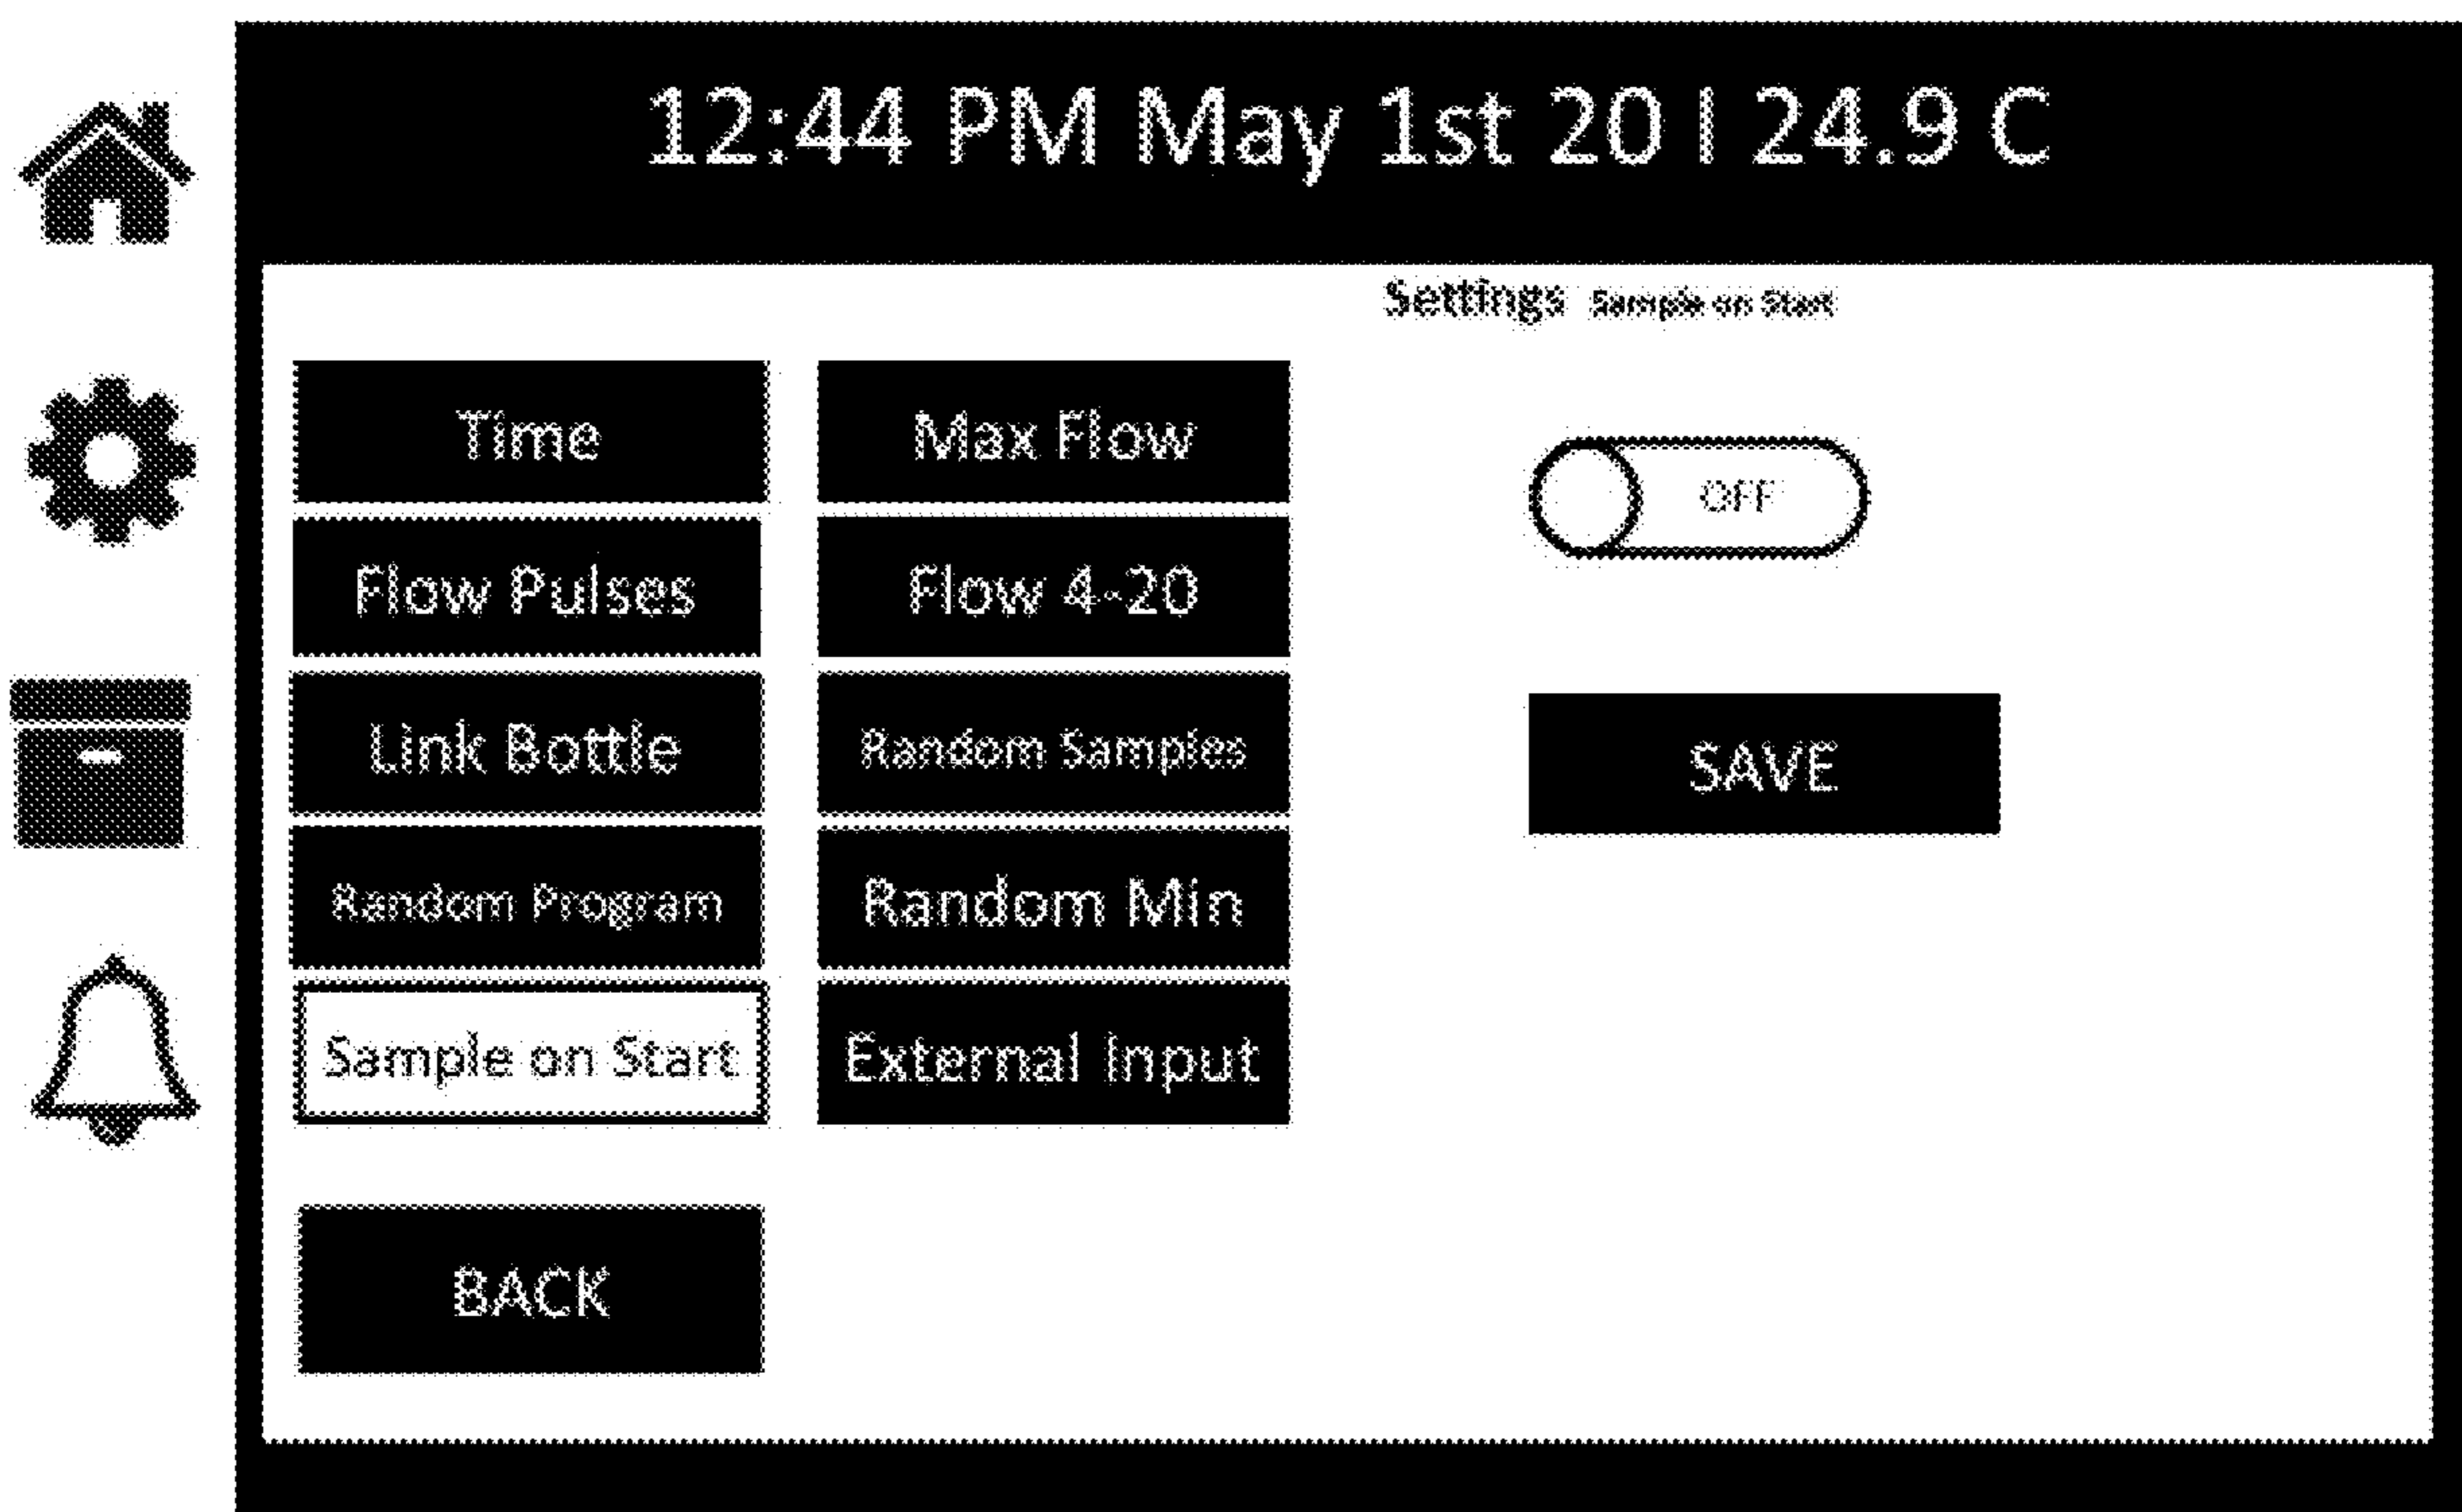 12:44 PM May 1st 20 | 24.9 C
Settings Sample on Start
Time
Max Flow
OFF
Flow Pulses
Flow 4-20
Link Bottle
Random Samples
SAVE
Random Program
Random Min
Sample on Start
External Input
BACK